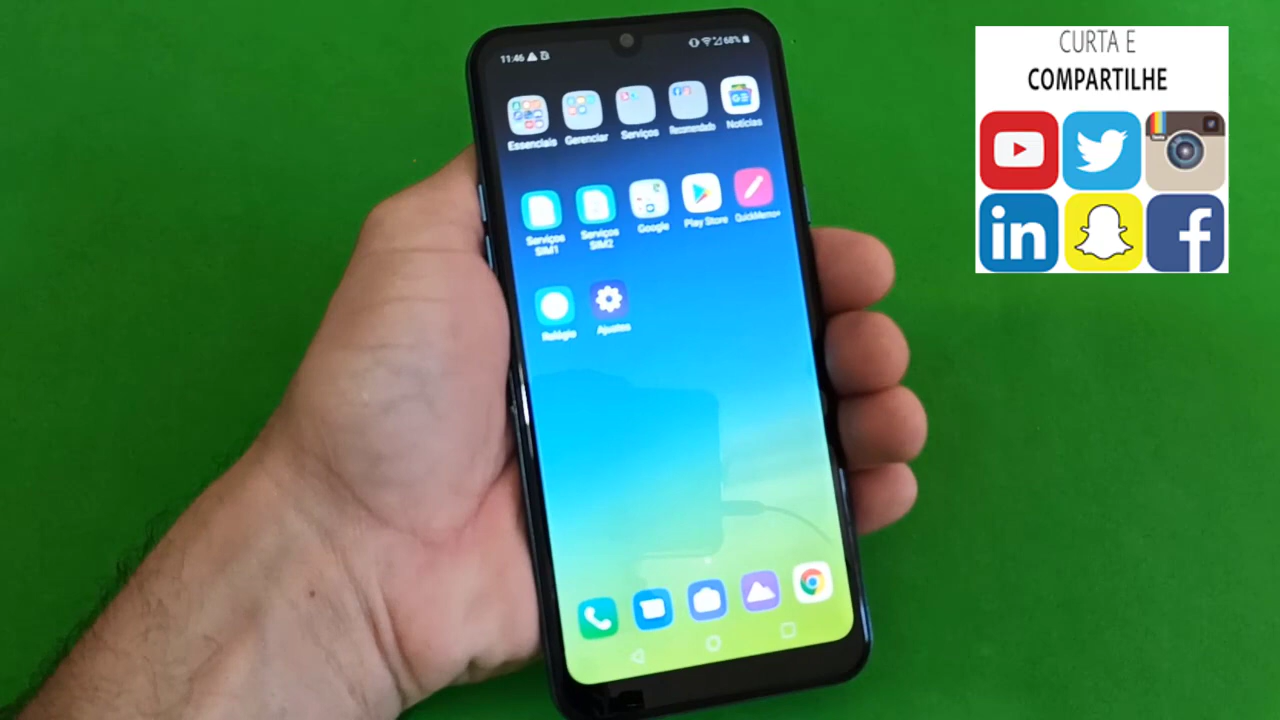 11:46
68%
CURTA E
COMPARTILHE
Essenciais
Gerenciar
Serviços
Recomendado
Notícias
Serviços
SIM1
Serviços
SIM2
Google
Play Store
QuickMemo+
Relógio
Ajustes
in
f